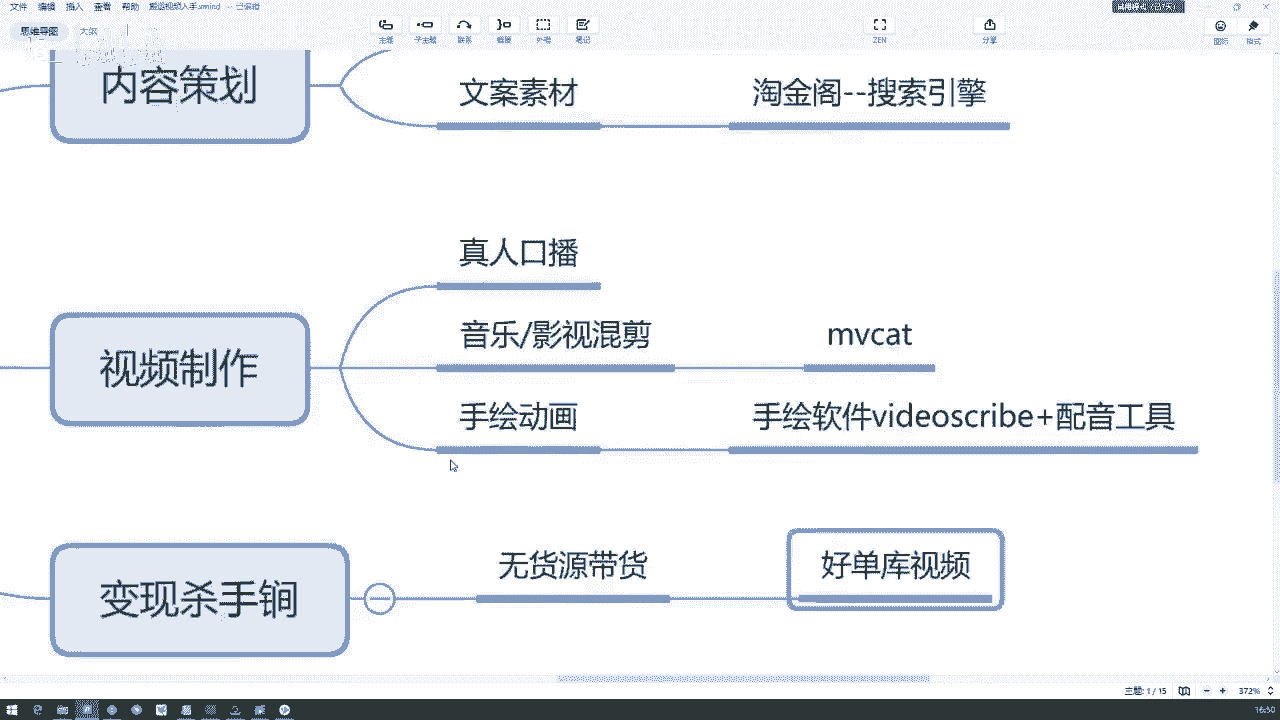 文件 编辑 插入 查看 帮助 搬运视频入手.xmind -- 已编辑
思维导图 大纲
主题 子主题 联系 概要 外框 笔记 ZEN 分享 图标 格式
内容策划
文案素材 淘金阁--搜索引擎
真人口播
音乐/影视混剪 mvcat
视频制作
手绘动画 手绘软件videoscribe+配音工具
变现杀手锏 无货源带货 好单库视频
主题: 1 / 15 372%
16:50